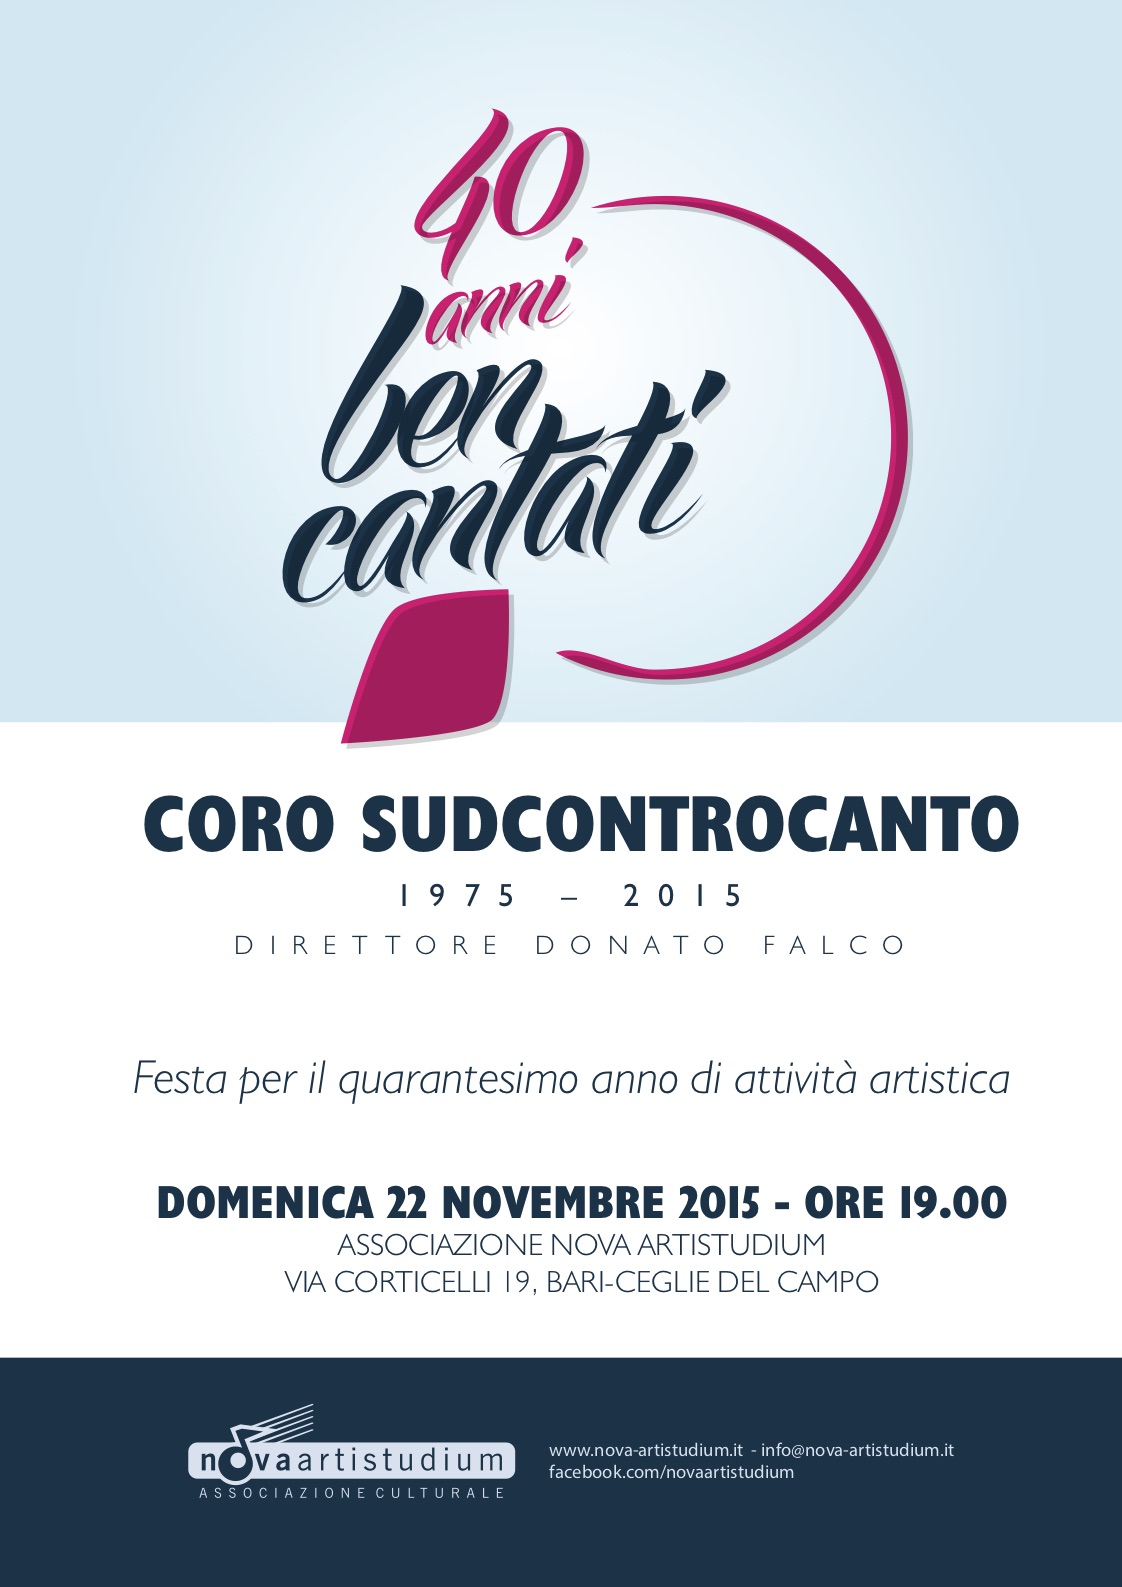 40
anni
ben
cantati
CORO SUDCONTROCANTO
1975 – 2015
DIRETTORE DONATO FALCO
Festa per il quarantesimo anno di attività artistica
DOMENICA 22 NOVEMBRE 2015 - ORE 19.00
ASSOCIAZIONE NOVA ARTISTUDIUM
VIA CORTICELLI 19, BARI-CEGLIE DEL CAMPO
novaartistudium
ASSOCIAZIONE CULTURALE
www.nova-artistudium.it - info@nova-artistudium.it
facebook.com/novaartistudium